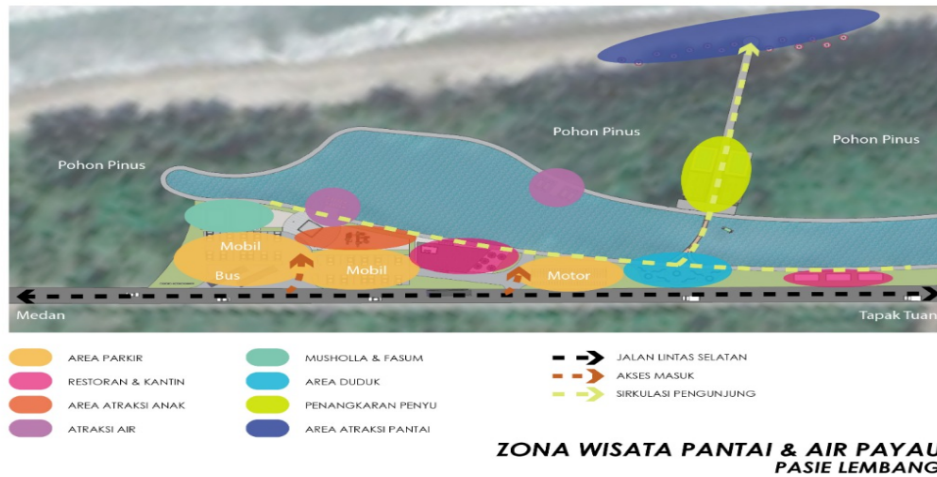 Pohon Pinus
Pohon Pinus
Pohon Pinus
Mobil
Bus
Mobil
Motor
Medan
Tapak Tuan
AREA PARKIR
RESTORAN & KANTIN
AREA ATRAKSI ANAK
ATRAKSI AIR
MUSHOLLA & FASUM
AREA DUDUK
PENANGKARAN PENYU
AREA ATRAKSI PANTAI
JALAN LINTAS SELATAN
AKSES MASUK
SIRKULASI PENGUNJUNG
ZONA WISATA PANTAI & AIR PAYAU
PASIE LEMBANG